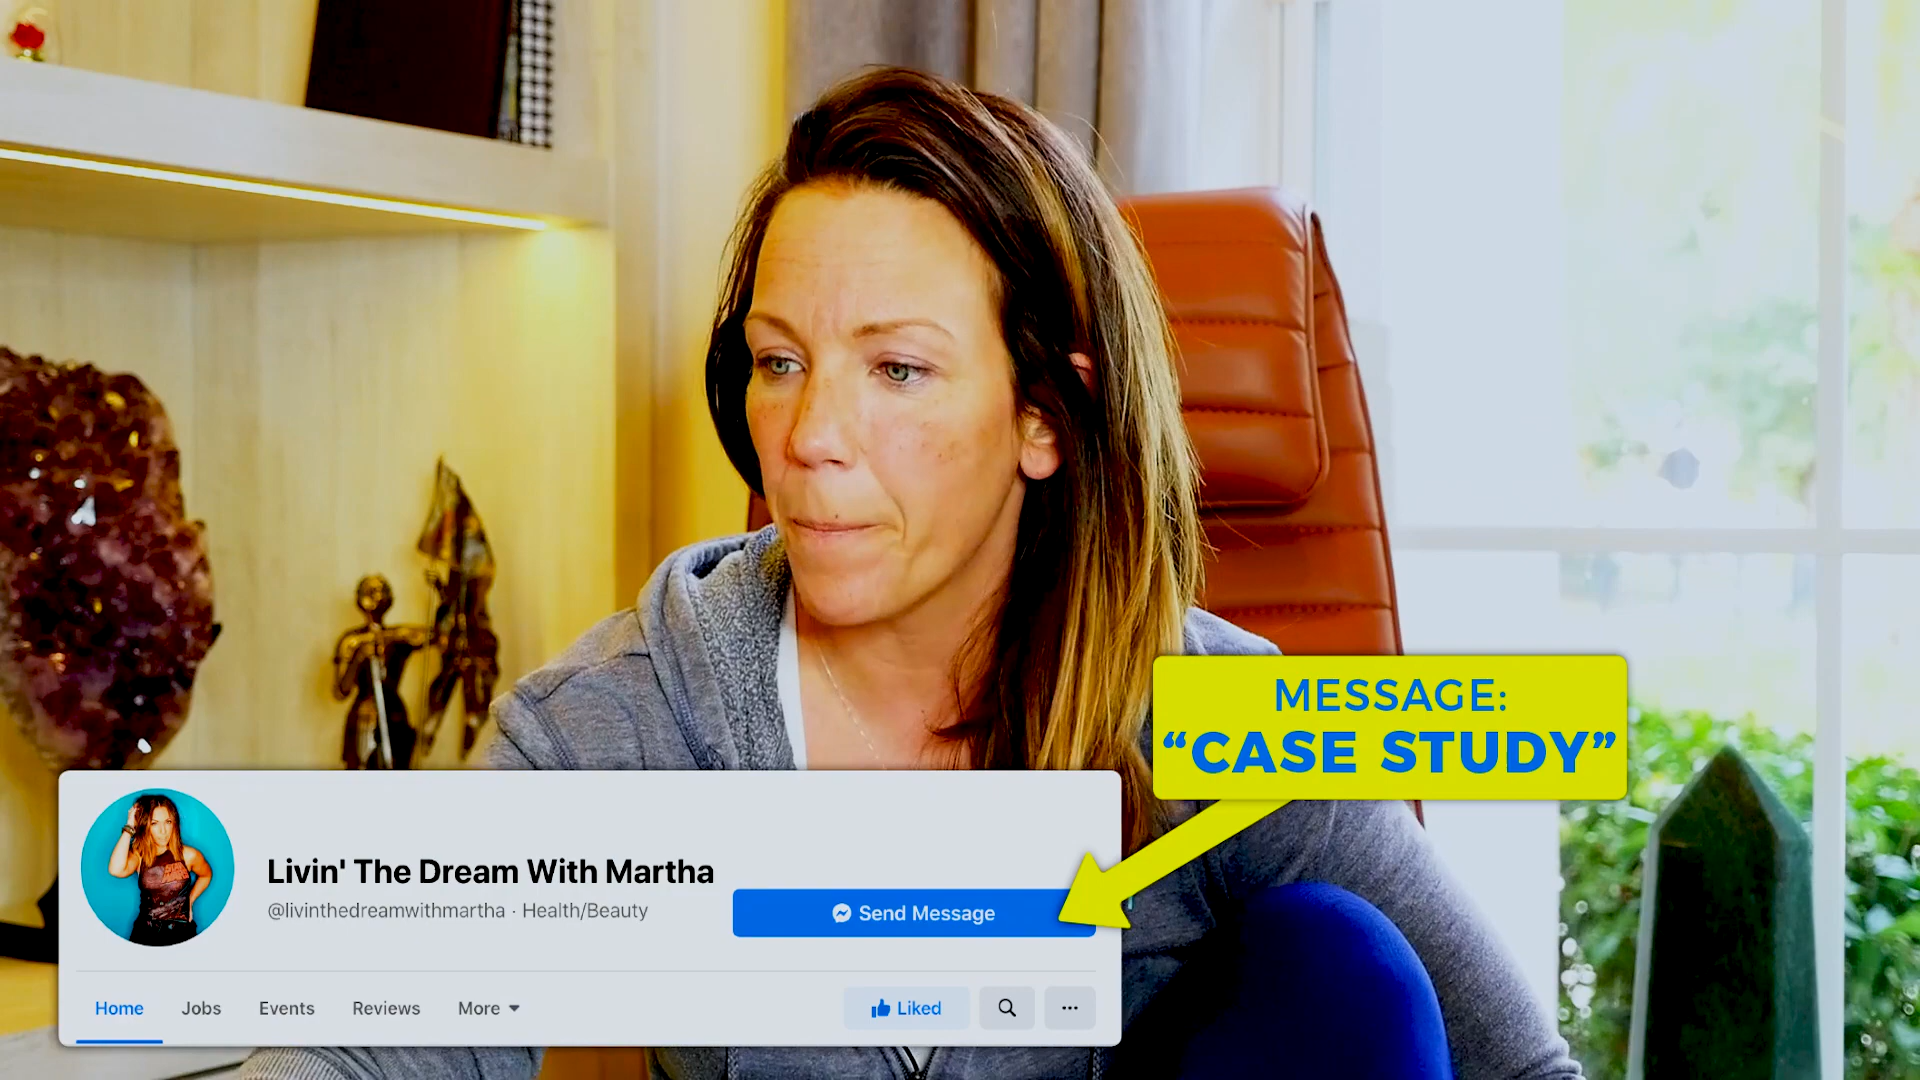 MESSAGE:
“CASE STUDY”
Livin' The Dream With Martha
@livinthedreamwithmartha · Health/Beauty
Send Message
Home Jobs Events Reviews More
Liked